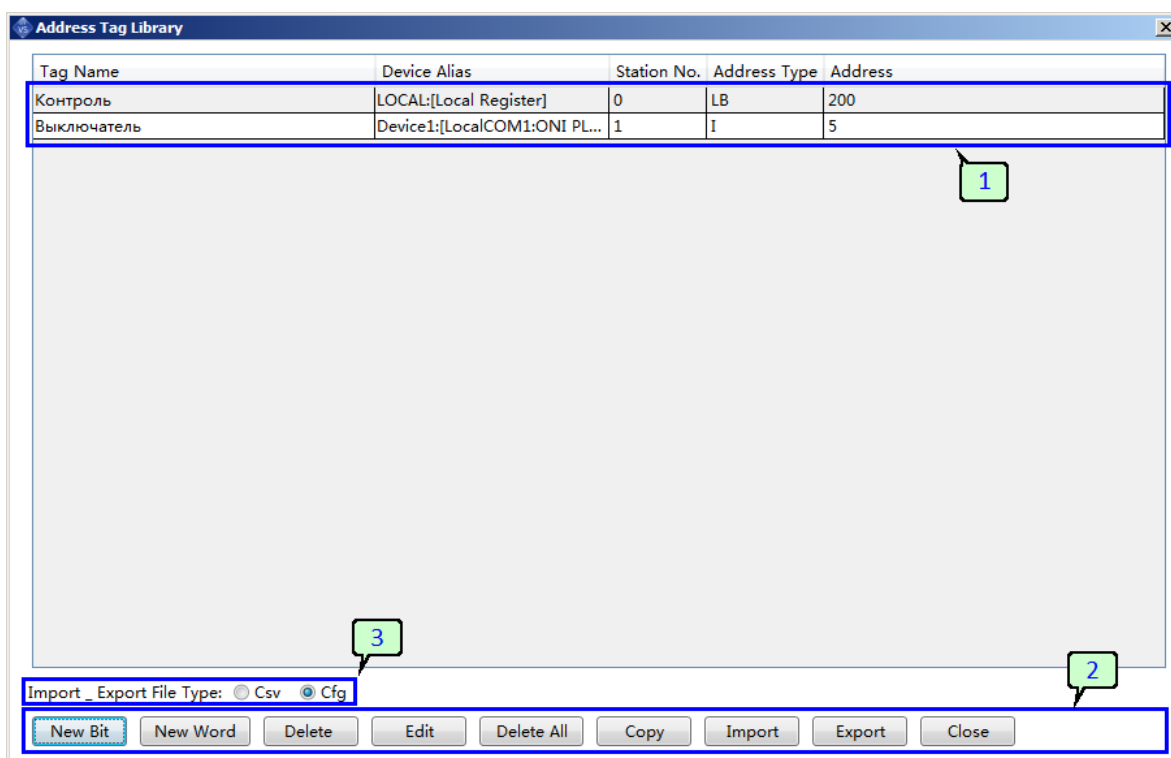 Address Tag Library
Tag Name Device Alias Station No. Address Type Address
Контроль LOCAL:[Local Register] 0 LB 200
Выключатель Device1:[LocalCOM1:ONI PL... 1 I 5
1
3
2
Import _ Export File Type: Csv Cfg
New Bit New Word Delete Edit Delete All Copy Import Export Close